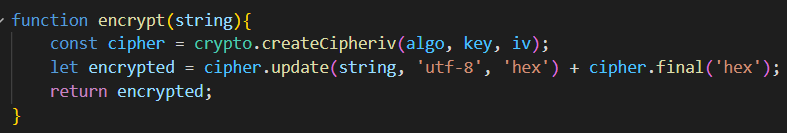 function encrypt(string){
    const cipher = crypto.createCipheriv(algo, key, iv);
    let encrypted = cipher.update(string, 'utf-8', 'hex') + cipher.final('hex');
    return encrypted;
}